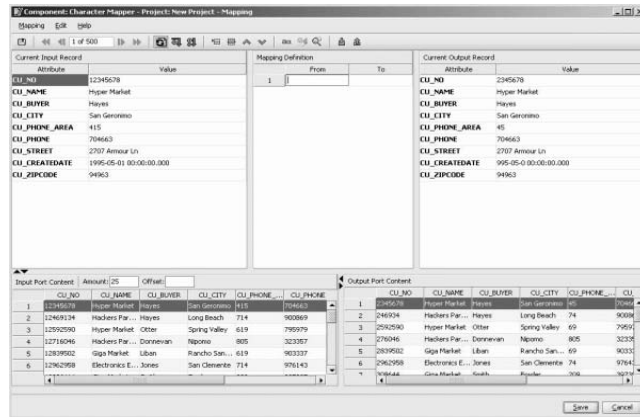 Component: Character Mapper - Project: New Project - Mapping
Mapping Edit Help
1 of 500
Current Input Record
Attribute Value
CU_NO 12345678
CU_NAME Hyper Market
CU_BUYER Hayes
CU_CITY San Geronimo
CU_PHONE_AREA 415
CU_PHONE 704663
CU_STREET 2707 Armour Ln
CU_CREATEDATE 1995-05-01 00:00:00.000
CU_ZIPCODE 94963
Mapping Definition
From To
1
Current Output Record
Attribute Value
CU_NO 2345678
CU_NAME Hyper Market
CU_BUYER Hayes
CU_CITY San Geronimo
CU_PHONE_AREA 45
CU_PHONE 704663
CU_STREET 2707 Armour Ln
CU_CREATEDATE 995-05-0 00:00:00.000
CU_ZIPCODE 94963
Input Port Content Amount: 25 Offset:
CU_NO CU_NAME CU_BUYER CU_CITY CU_PHONE_... CU_PHONE
1 12345678 Hyper Market Hayes San Geronimo 415 704663
2 12469134 Hackers Par... Hayes Long Beach 714 900869
3 12592590 Hyper Market Otter Spring Valley 619 795979
4 12716046 Hackers Par... Donnevan Nipomo 805 323357
5 12839502 Giga Market Liban Rancho San... 619 903337
6 12962958 Electronics E... Jones San Clemente 714 976143
Output Port Content
CU_NO CU_NAME CU_BUYER CU_CITY CU_PHONE_... CU_
1 2345678 Hyper Market Hayes San Geronimo 45
2 246934 Hackers Par... Hayes Long Beach 74
3 2592590 Hyper Market Otter Spring Valley 69
4 276046 Hackers Par... Donnevan Nipomo 805
5 2839502 Giga Market Liban Rancho San... 69
6 2962958 Electronics E... Jones San Clemente 74
Save Cancel